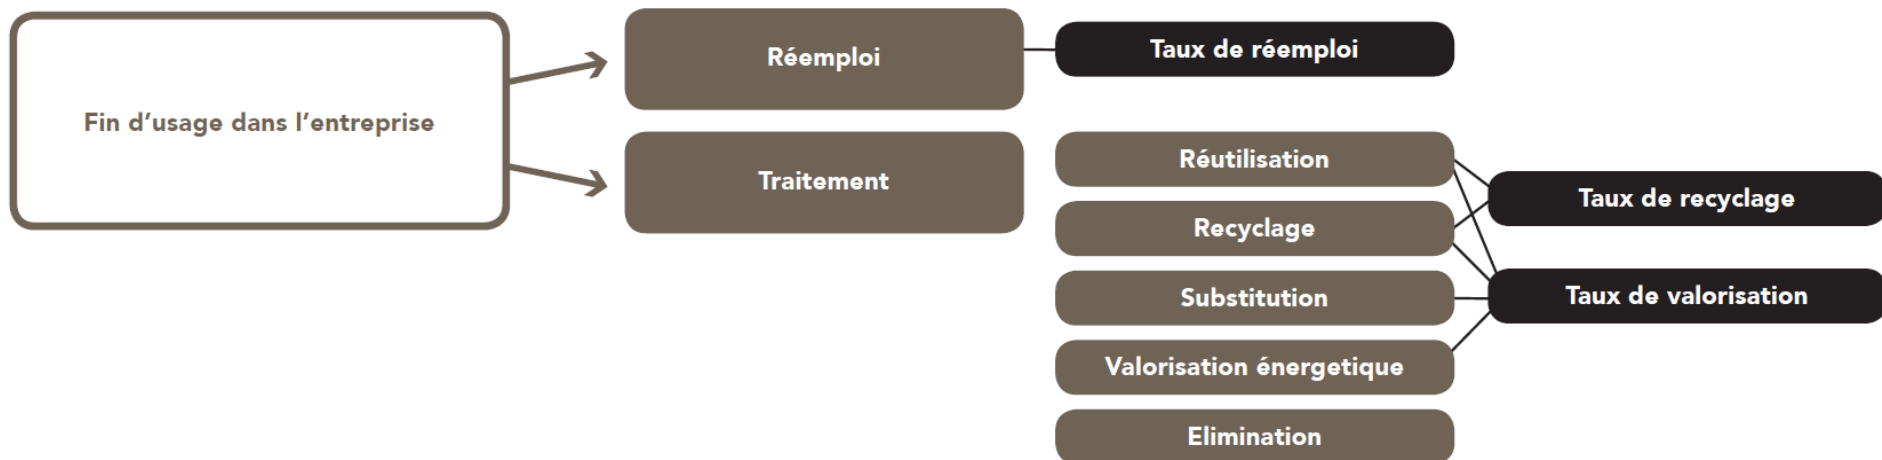 Fin d’usage dans l’entreprise
Réemploi
Taux de réemploi
Traitement
Réutilisation
Recyclage
Substitution
Valorisation énergetique
Elimination
Taux de recyclage
Taux de valorisation